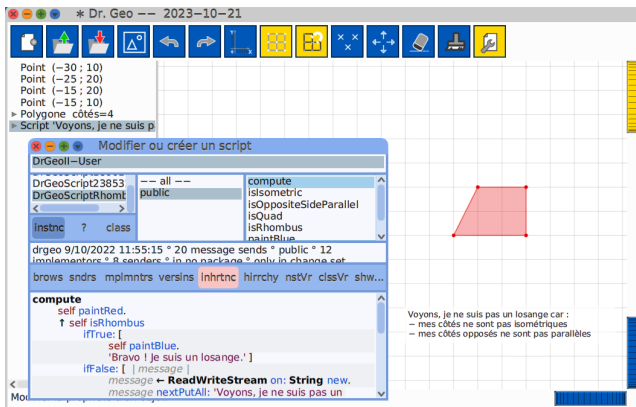 * Dr. Geo -- 2023-10-21
Point (-30 ; 10)
Point (-25 ; 20)
Point (-15 ; 20)
Point (-15 ; 10)
Polygone côtés=4
Script 'Voyons, je ne suis p
Modifier ou créer un script
DrGeoII-User
DrGeoScript23853
DrGeoScriptRhomb
-- all --
public
compute
isIsometric
isOppositeSideParallel
isQuad
isRhombus
paintBlue
instnc ? class
drgeo 9/10/2022 11:55:15 ° 20 message sends ° public ° 12
implementors ° 8 senders ° in no package ° only in change set
brows sndrs mplmntrs versins inhrtnc hirrchy nstVr clssVr shw...
compute
self paintRed.
↑ self isRhombus
ifTrue: [
self paintBlue.
'Bravo ! Je suis un losange.' ]
ifFalse: [ | message |
message ← ReadWriteStream on: String new.
message nextPutAll: 'Voyons, je ne suis pas un
Voyons, je ne suis pas un losange car :
- mes côtés ne sont pas isométriques
- mes côtés opposés ne sont pas parallèles